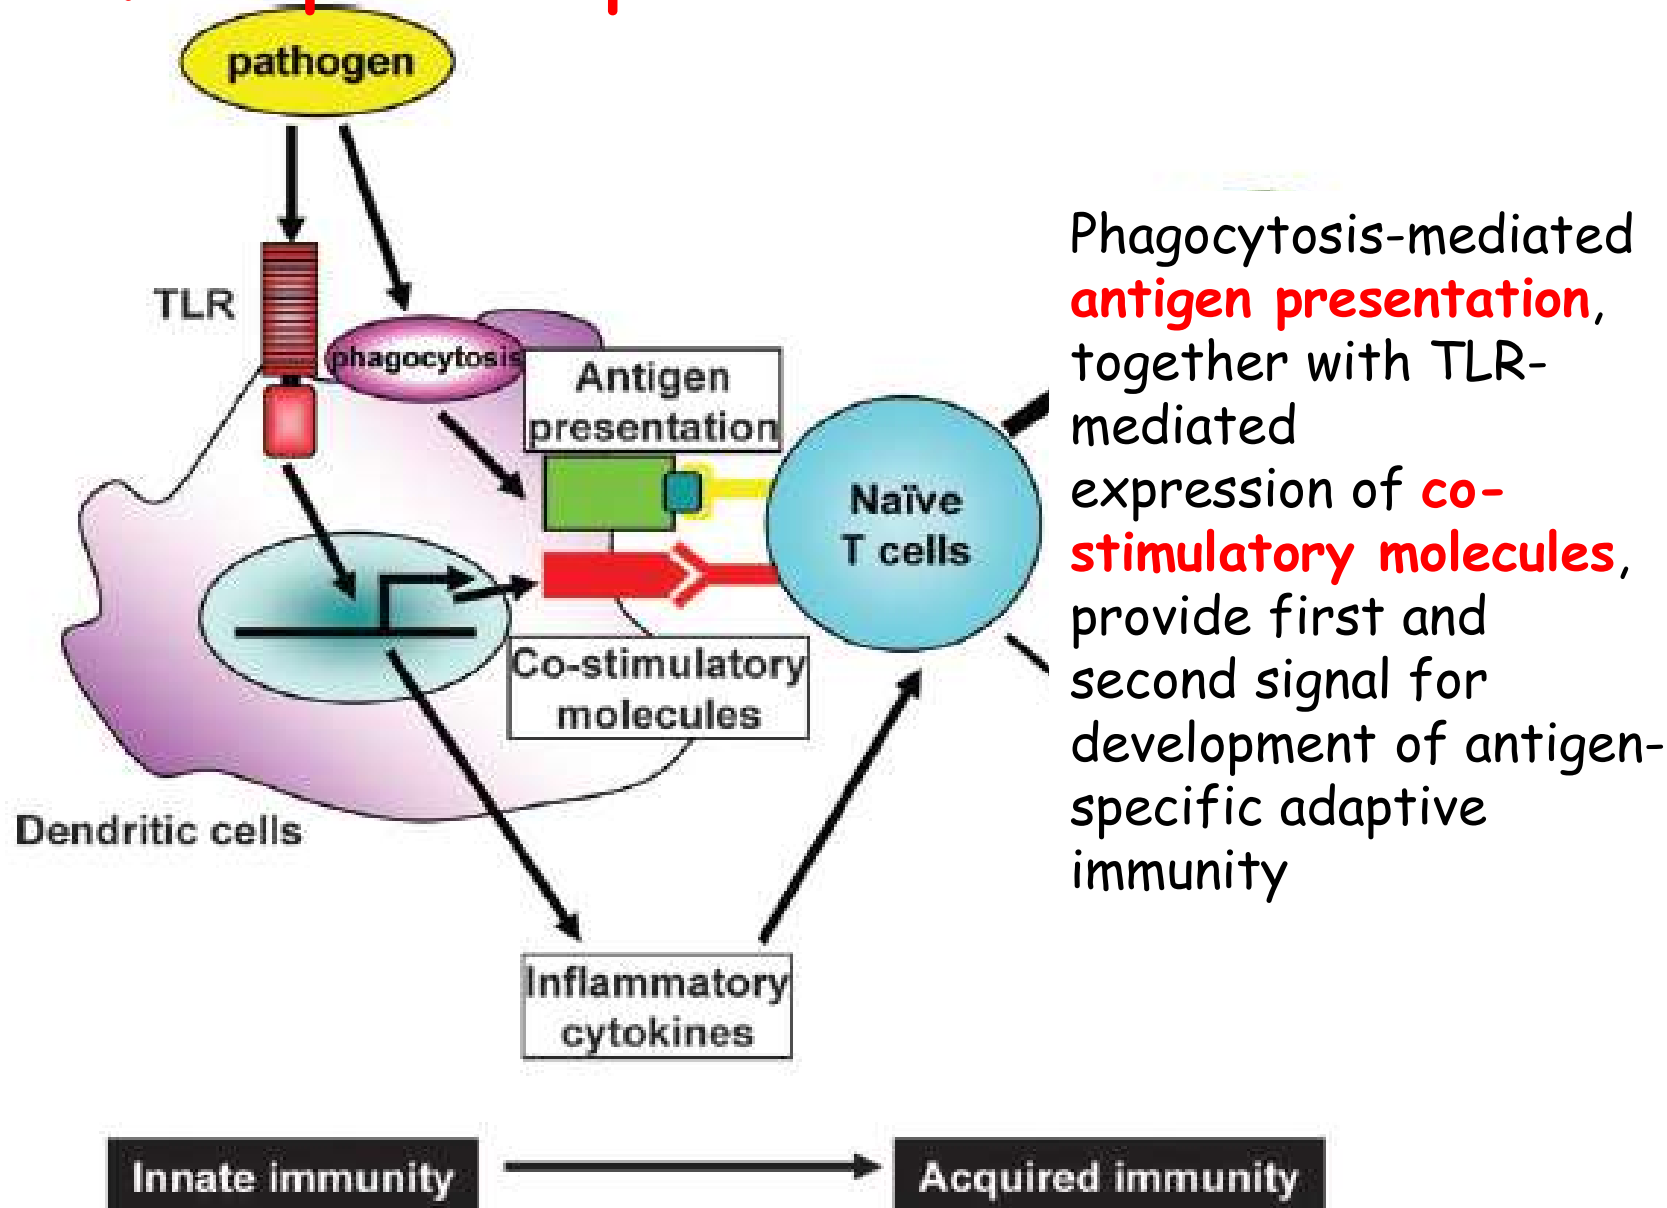 pathogen
TLR
phagocytosis
Antigen
presentation
Naïve
T cells
Co-stimulatory
molecules
Dendritic cells
Inflammatory
cytokines
Innate immunity
Acquired immunity
Phagocytosis-mediated
antigen presentation,
together with TLR-
mediated
expression of co-
stimulatory molecules,
provide first and
second signal for
development of antigen-
specific adaptive
immunity